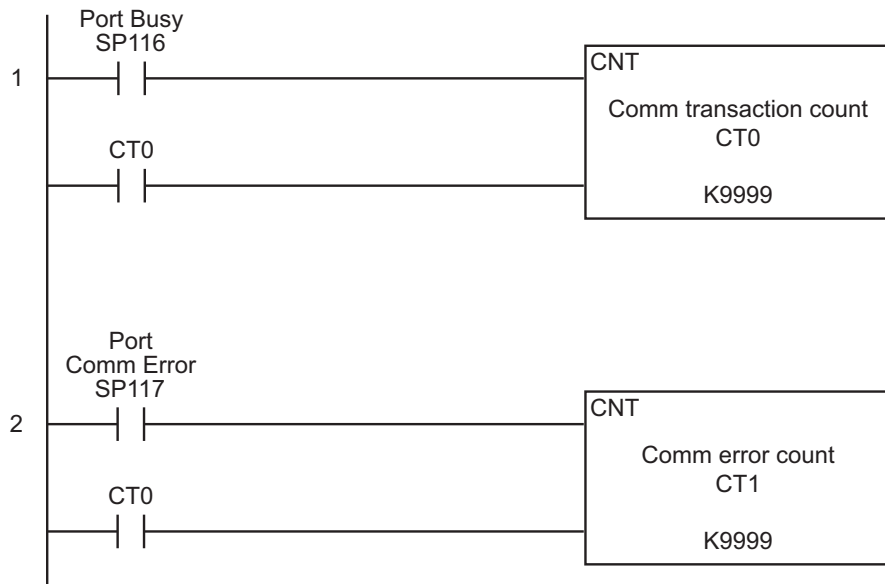 Port Busy
SP116
1
CNT
Comm transaction count
CT0
CT0
K9999
Port
Comm Error
SP117
2
CNT
Comm error count
CT1
CT0
K9999